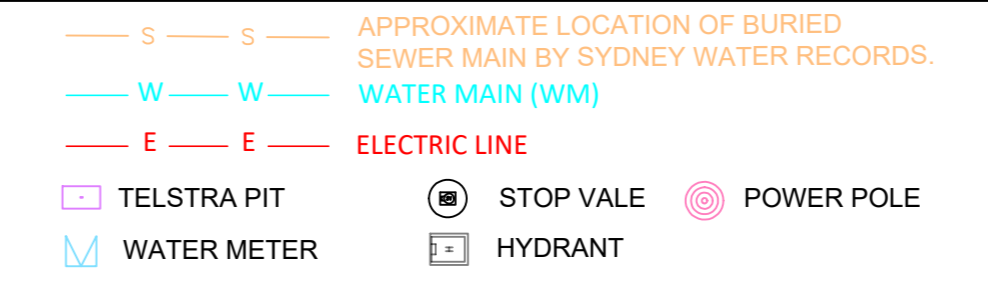 S S APPROXIMATE LOCATION OF BURIED
SEWER MAIN BY SYDNEY WATER RECORDS.
W W WATER MAIN (WM)
E E ELECTRIC LINE
TELSTRA PIT STOP VALE POWER POLE
WATER METER HYDRANT